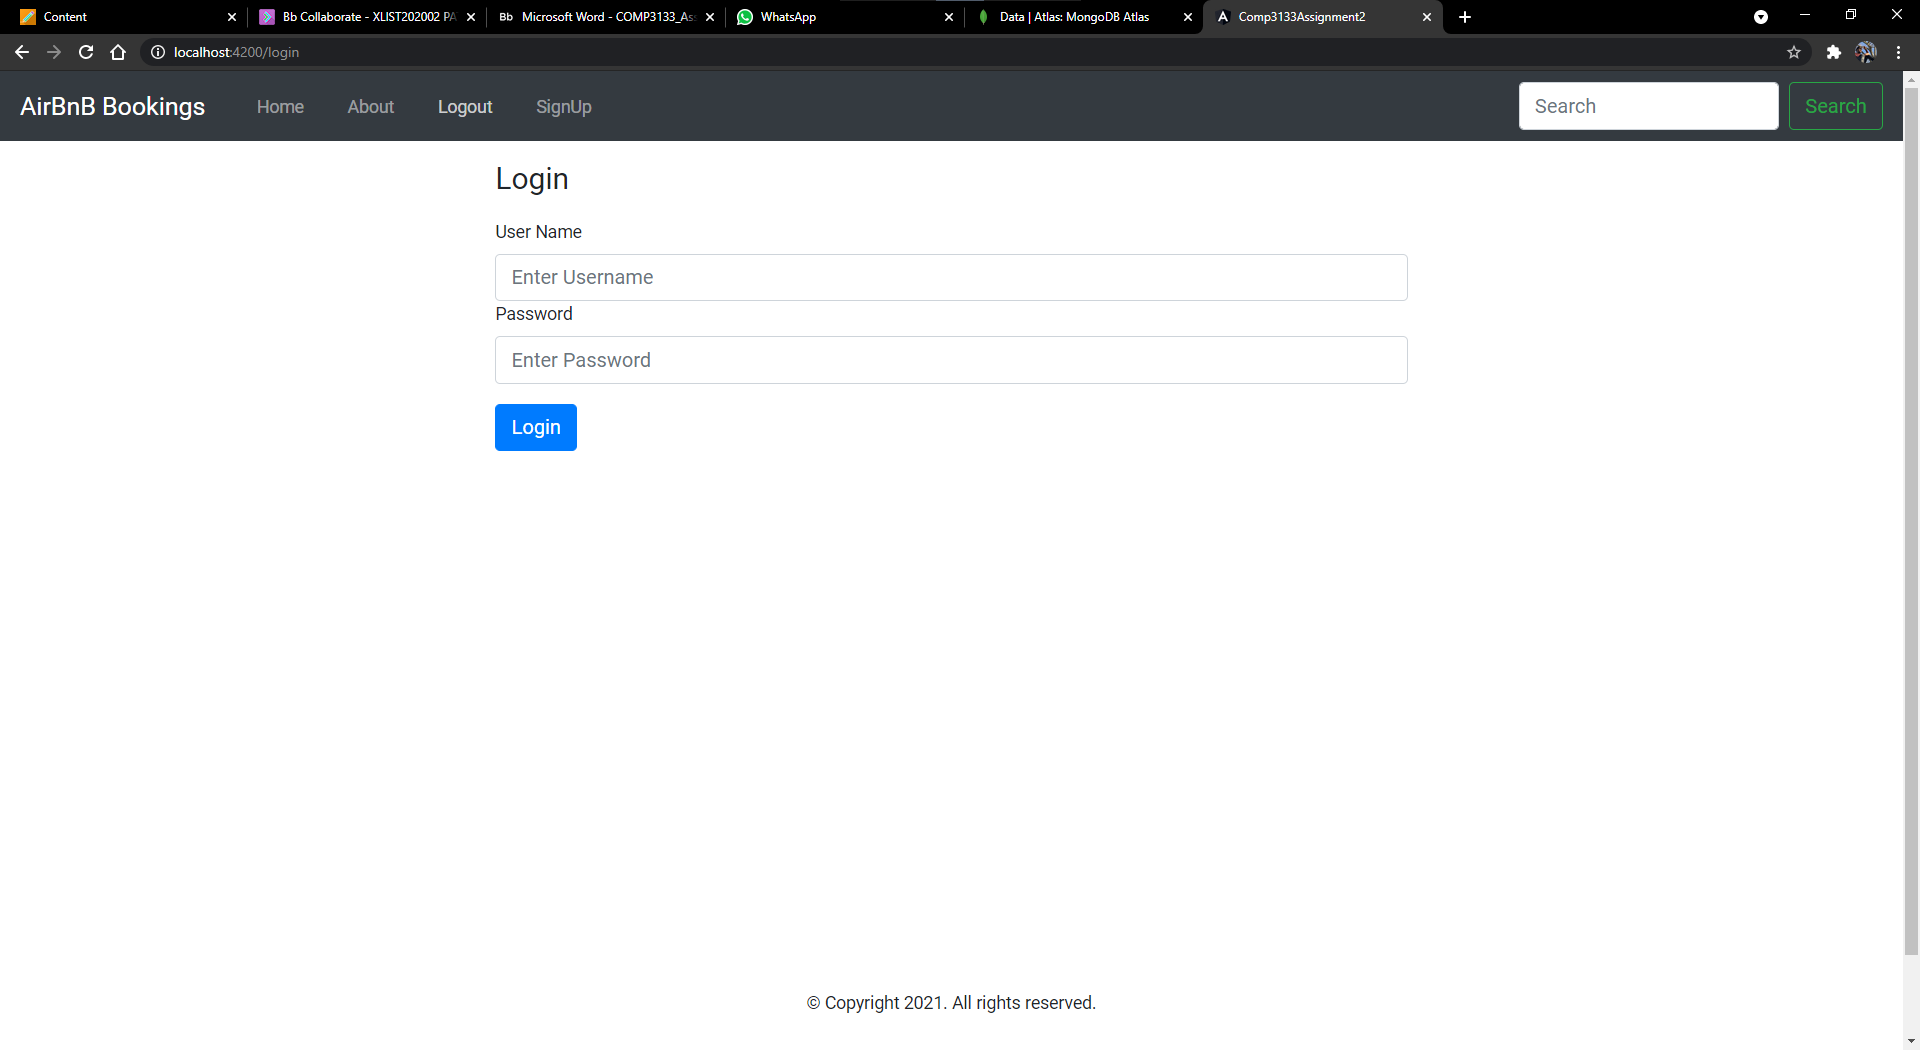 Content
Bb Collaborate - XLIST202002 PA
Bb Microsoft Word - COMP3133_As
WhatsApp
Data | Atlas: MongoDB Atlas
Comp3133Assignment2
localhost:4200/login
AirBnB Bookings
Home
About
Logout
SignUp
Search
Search
Login
User Name
Enter Username
Password
Enter Password
Login
© Copyright 2021. All rights reserved.